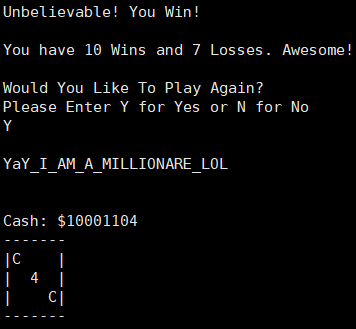 Unbelievable! You Win!
You have 10 Wins and 7 Losses. Awesome!
Would You Like To Play Again?
Please Enter Y for Yes or N for No
Y
YaY_I_AM_A_MILLIONARE_LOL
Cash: $10001104
-------
|C    |
|  4  |
|    C|
-------